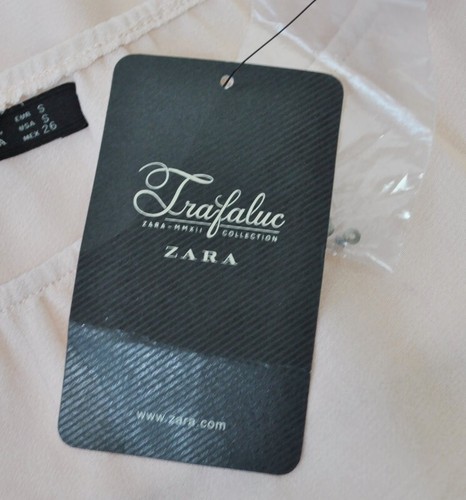 EUR S
USA S
MEX 26
Trafaluc
ZARA-MMXII COLLECTION
ZARA
www.zara.com